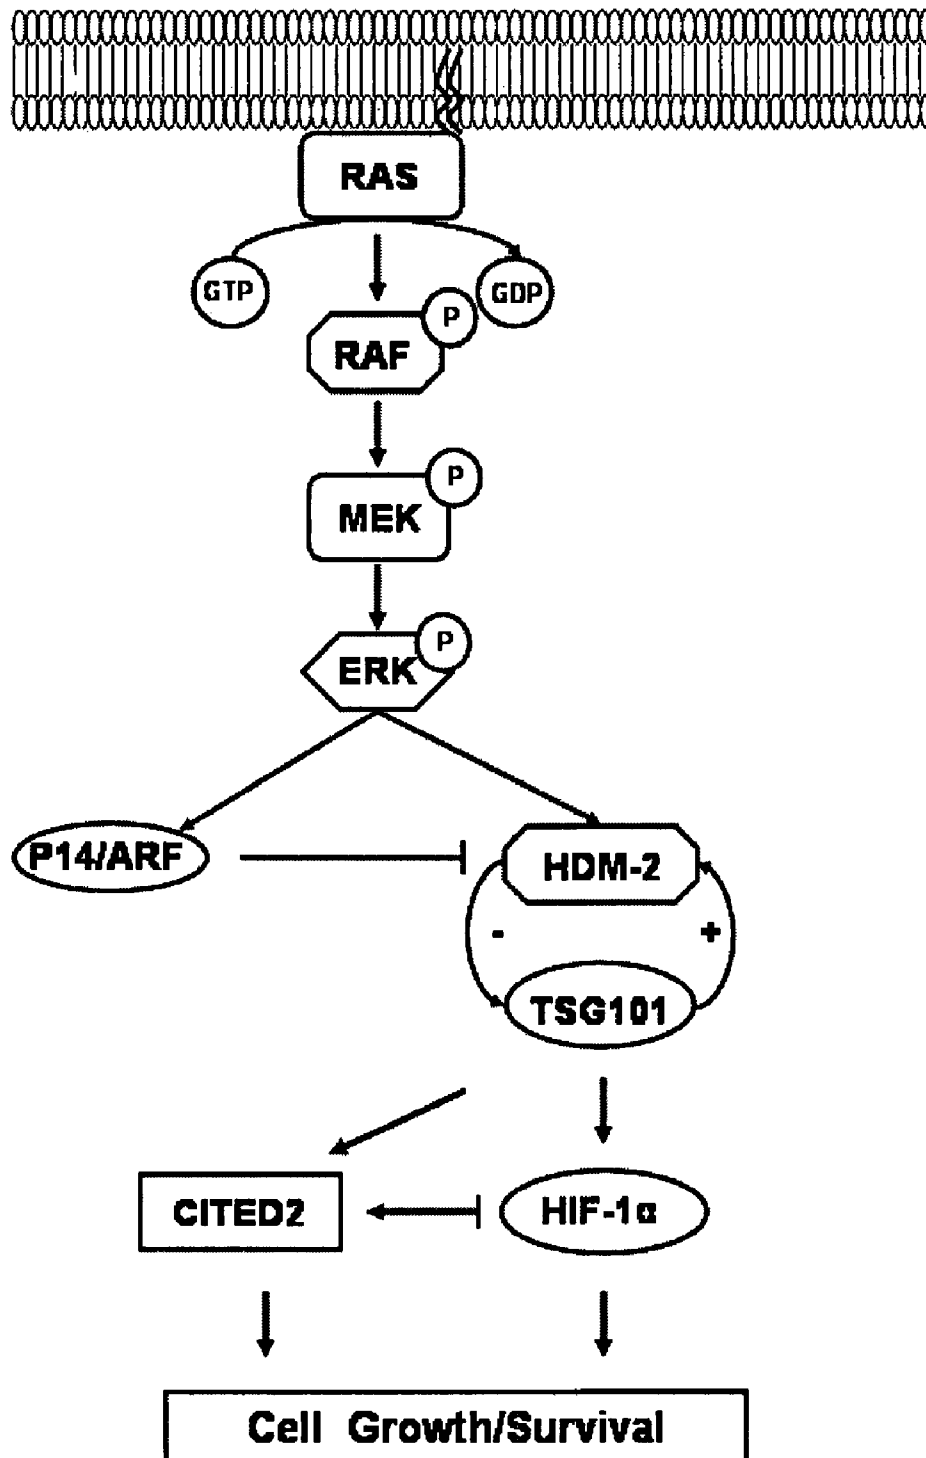 RAS
GTP
GDP
P
RAF
P
MEK
P
ERK
P14/ARF
HDM-2
-
+
TSG101
CITED2
HIF-1α
Cell Growth/Survival